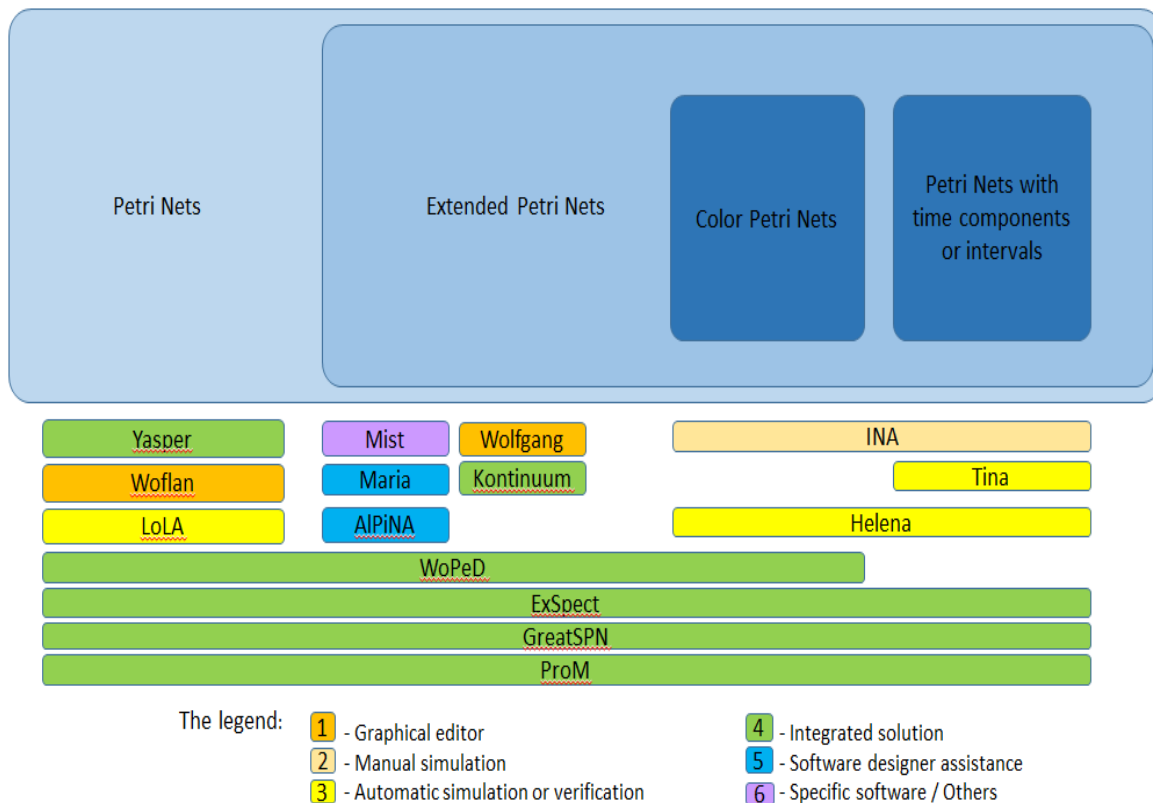 Petri Nets
Extended Petri Nets
Color Petri Nets
Petri Nets with
time components
or intervals
Yasper
Mist
Wolfgang
INA
Woflan
Maria
Kontinuum
Tina
LoLA
AlPiNA
Helena
WoPeD
ExSpect
GreatSPN
ProM
The legend:
1 - Graphical editor
2 - Manual simulation
3 - Automatic simulation or verification
4 - Integrated solution
5 - Software designer assistance
6 - Specific software / Others